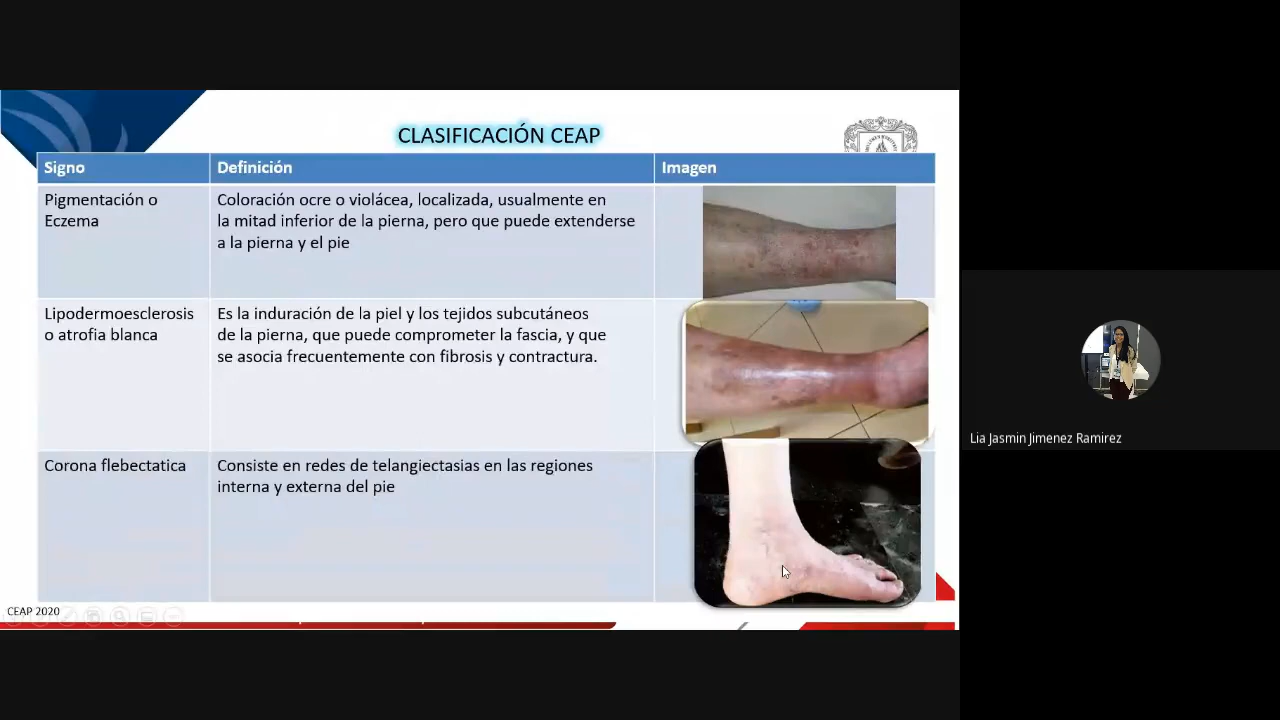 CLASIFICACIÓN CEAP
Signo
Definición
Imagen
Pigmentación o
Eczema
Coloración ocre o violácea, localizada, usualmente en
la mitad inferior de la pierna, pero que puede extenderse
a la pierna y el pie
Lipodermoesclerosis
o atrofia blanca
Es la induración de la piel y los tejidos subcutáneos
de la pierna, que puede comprometer la fascia, y que
se asocia frecuentemente con fibrosis y contractura.
Corona flebectatica
Consiste en redes de telangiectasias en las regiones
interna y externa del pie
CEAP 2020
Lia Jasmin Jimenez Ramirez